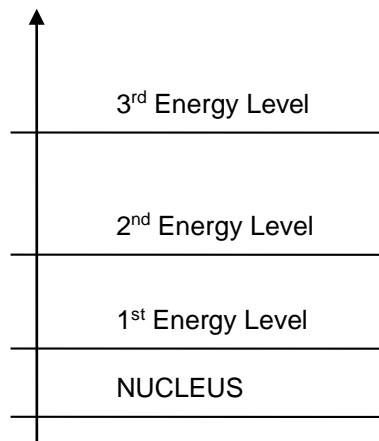 3rd Energy Level
2nd Energy Level
1st Energy Level
NUCLEUS